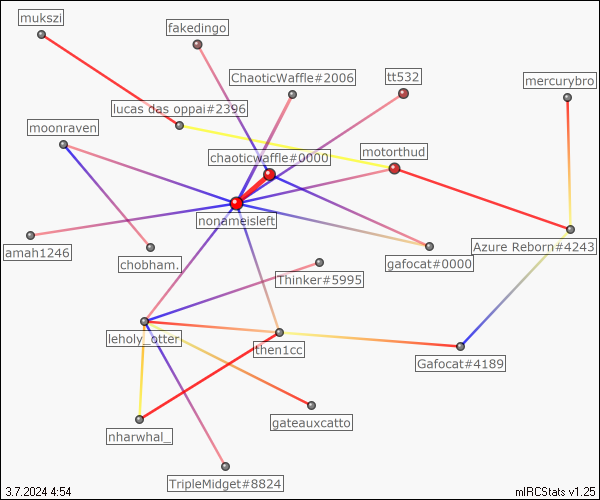 mukszi
fakedingo
ChaoticWaffle#2006
tt532
mercurybro
lucas das oppai#2396
moonraven
chaoticwaffle#0000
motorthud
nonameisleft
amah1246
chobham.
gafocat#0000
Azure Reborn#4243
Thinker#5995
leholy_otter
then1cc
Gafocat#4189
gateauxcatto
nharwhal_
TripleMidget#8824
3.7.2024 4:54
mIRCStats v1.25